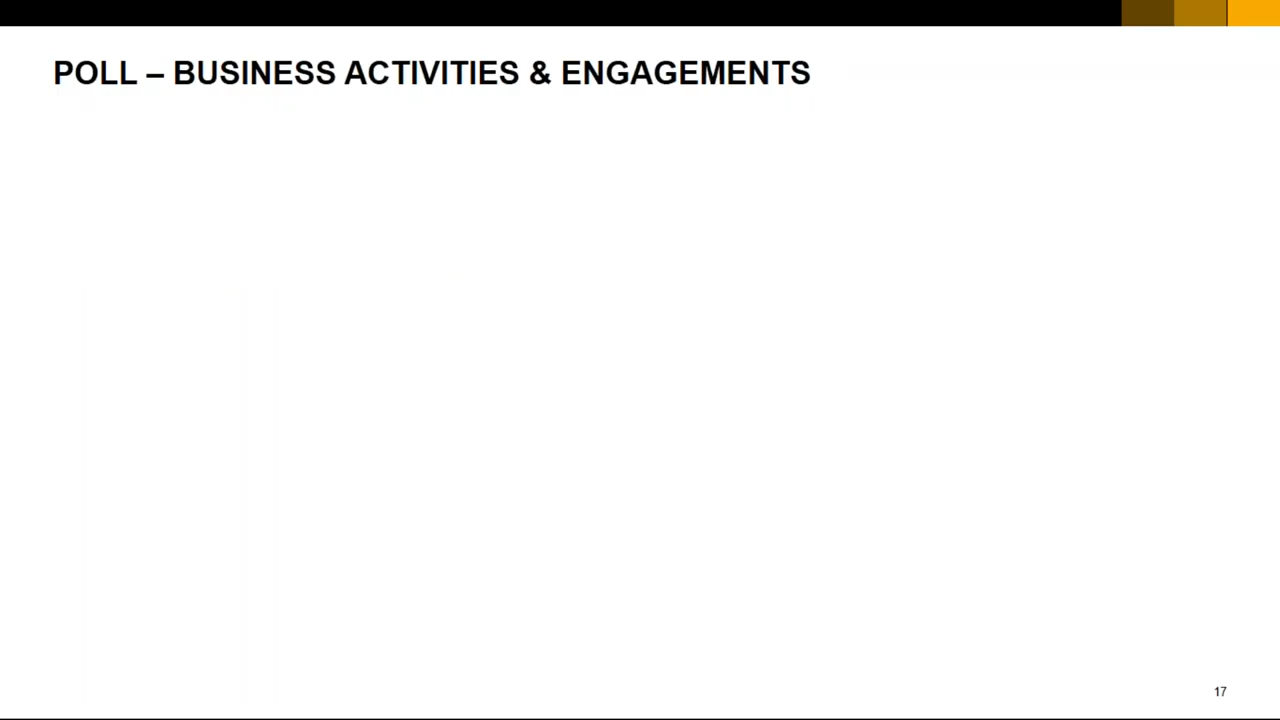 POLL – BUSINESS ACTIVITIES & ENGAGEMENTS
17